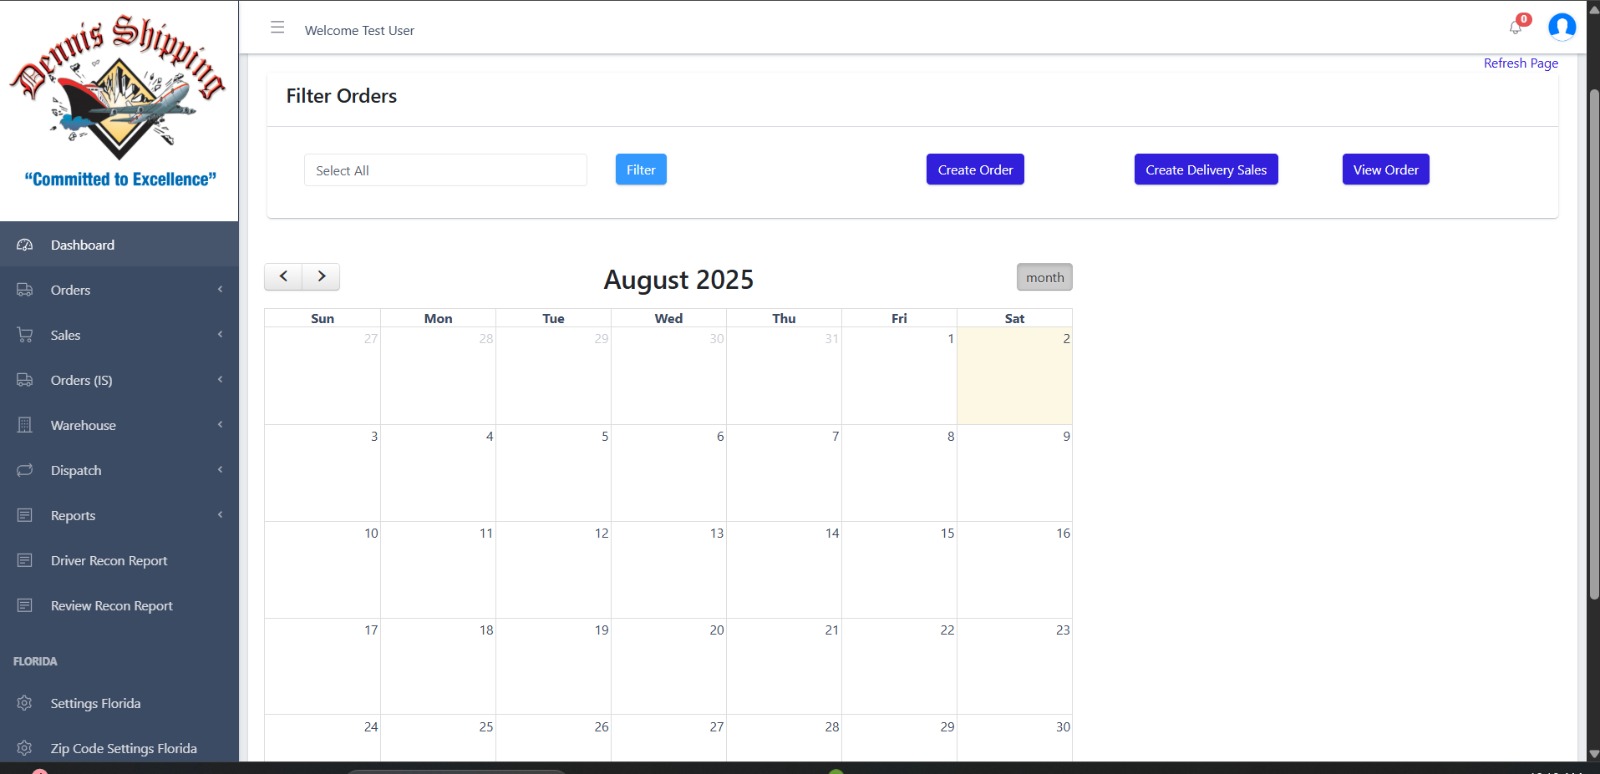 Dennis Shipping
“Committed to Excellence”
Dashboard
Orders
Sales
Orders (IS)
Warehouse
Dispatch
Reports
Driver Recon Report
Review Recon Report
FLORIDA
Settings Florida
Zip Code Settings Florida
Welcome Test User
0
Refresh Page
Filter Orders
Select All
Filter
Create Order
Create Delivery Sales
View Order
August 2025
month
Sun Mon Tue Wed Thu Fri Sat
27 28 29 30 31 1 2
3 4 5 6 7 8 9
10 11 12 13 14 15 16
17 18 19 20 21 22 23
24 25 26 27 28 29 30